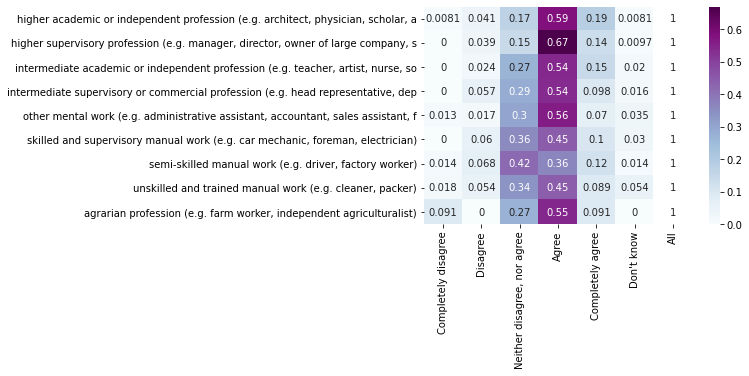 higher academic or independent profession (e.g. architect, physician, scholar, a 0.0081 0.041 0.17 0.59 0.19 0.0081 1
higher supervisory profession (e.g. manager, director, owner of large company, s 0 0.039 0.15 0.67 0.14 0.0097 1
intermediate academic or independent profession (e.g. teacher, artist, nurse, so 0 0.024 0.27 0.54 0.15 0.02 1
intermediate supervisory or commercial profession (e.g. head representative, dep 0 0.057 0.29 0.54 0.098 0.016 1
other mental work (e.g. administrative assistant, accountant, sales assistant, f 0.013 0.017 0.3 0.56 0.07 0.035 1
skilled and supervisory manual work (e.g. car mechanic, foreman, electrician) 0 0.06 0.36 0.45 0.1 0.03 1
semi-skilled manual work (e.g. driver, factory worker) 0.014 0.068 0.42 0.36 0.12 0.014 1
unskilled and trained manual work (e.g. cleaner, packer) 0.018 0.054 0.34 0.45 0.089 0.054 1
agrarian profession (e.g. farm worker, independent agriculturalist) 0.091 0 0.27 0.55 0.091 0 1
Completely disagree
Disagree
Neither disagree, nor agree
Agree
Completely agree
Don't know
All
0.6
0.5
0.4
0.3
0.2
0.1
0.0